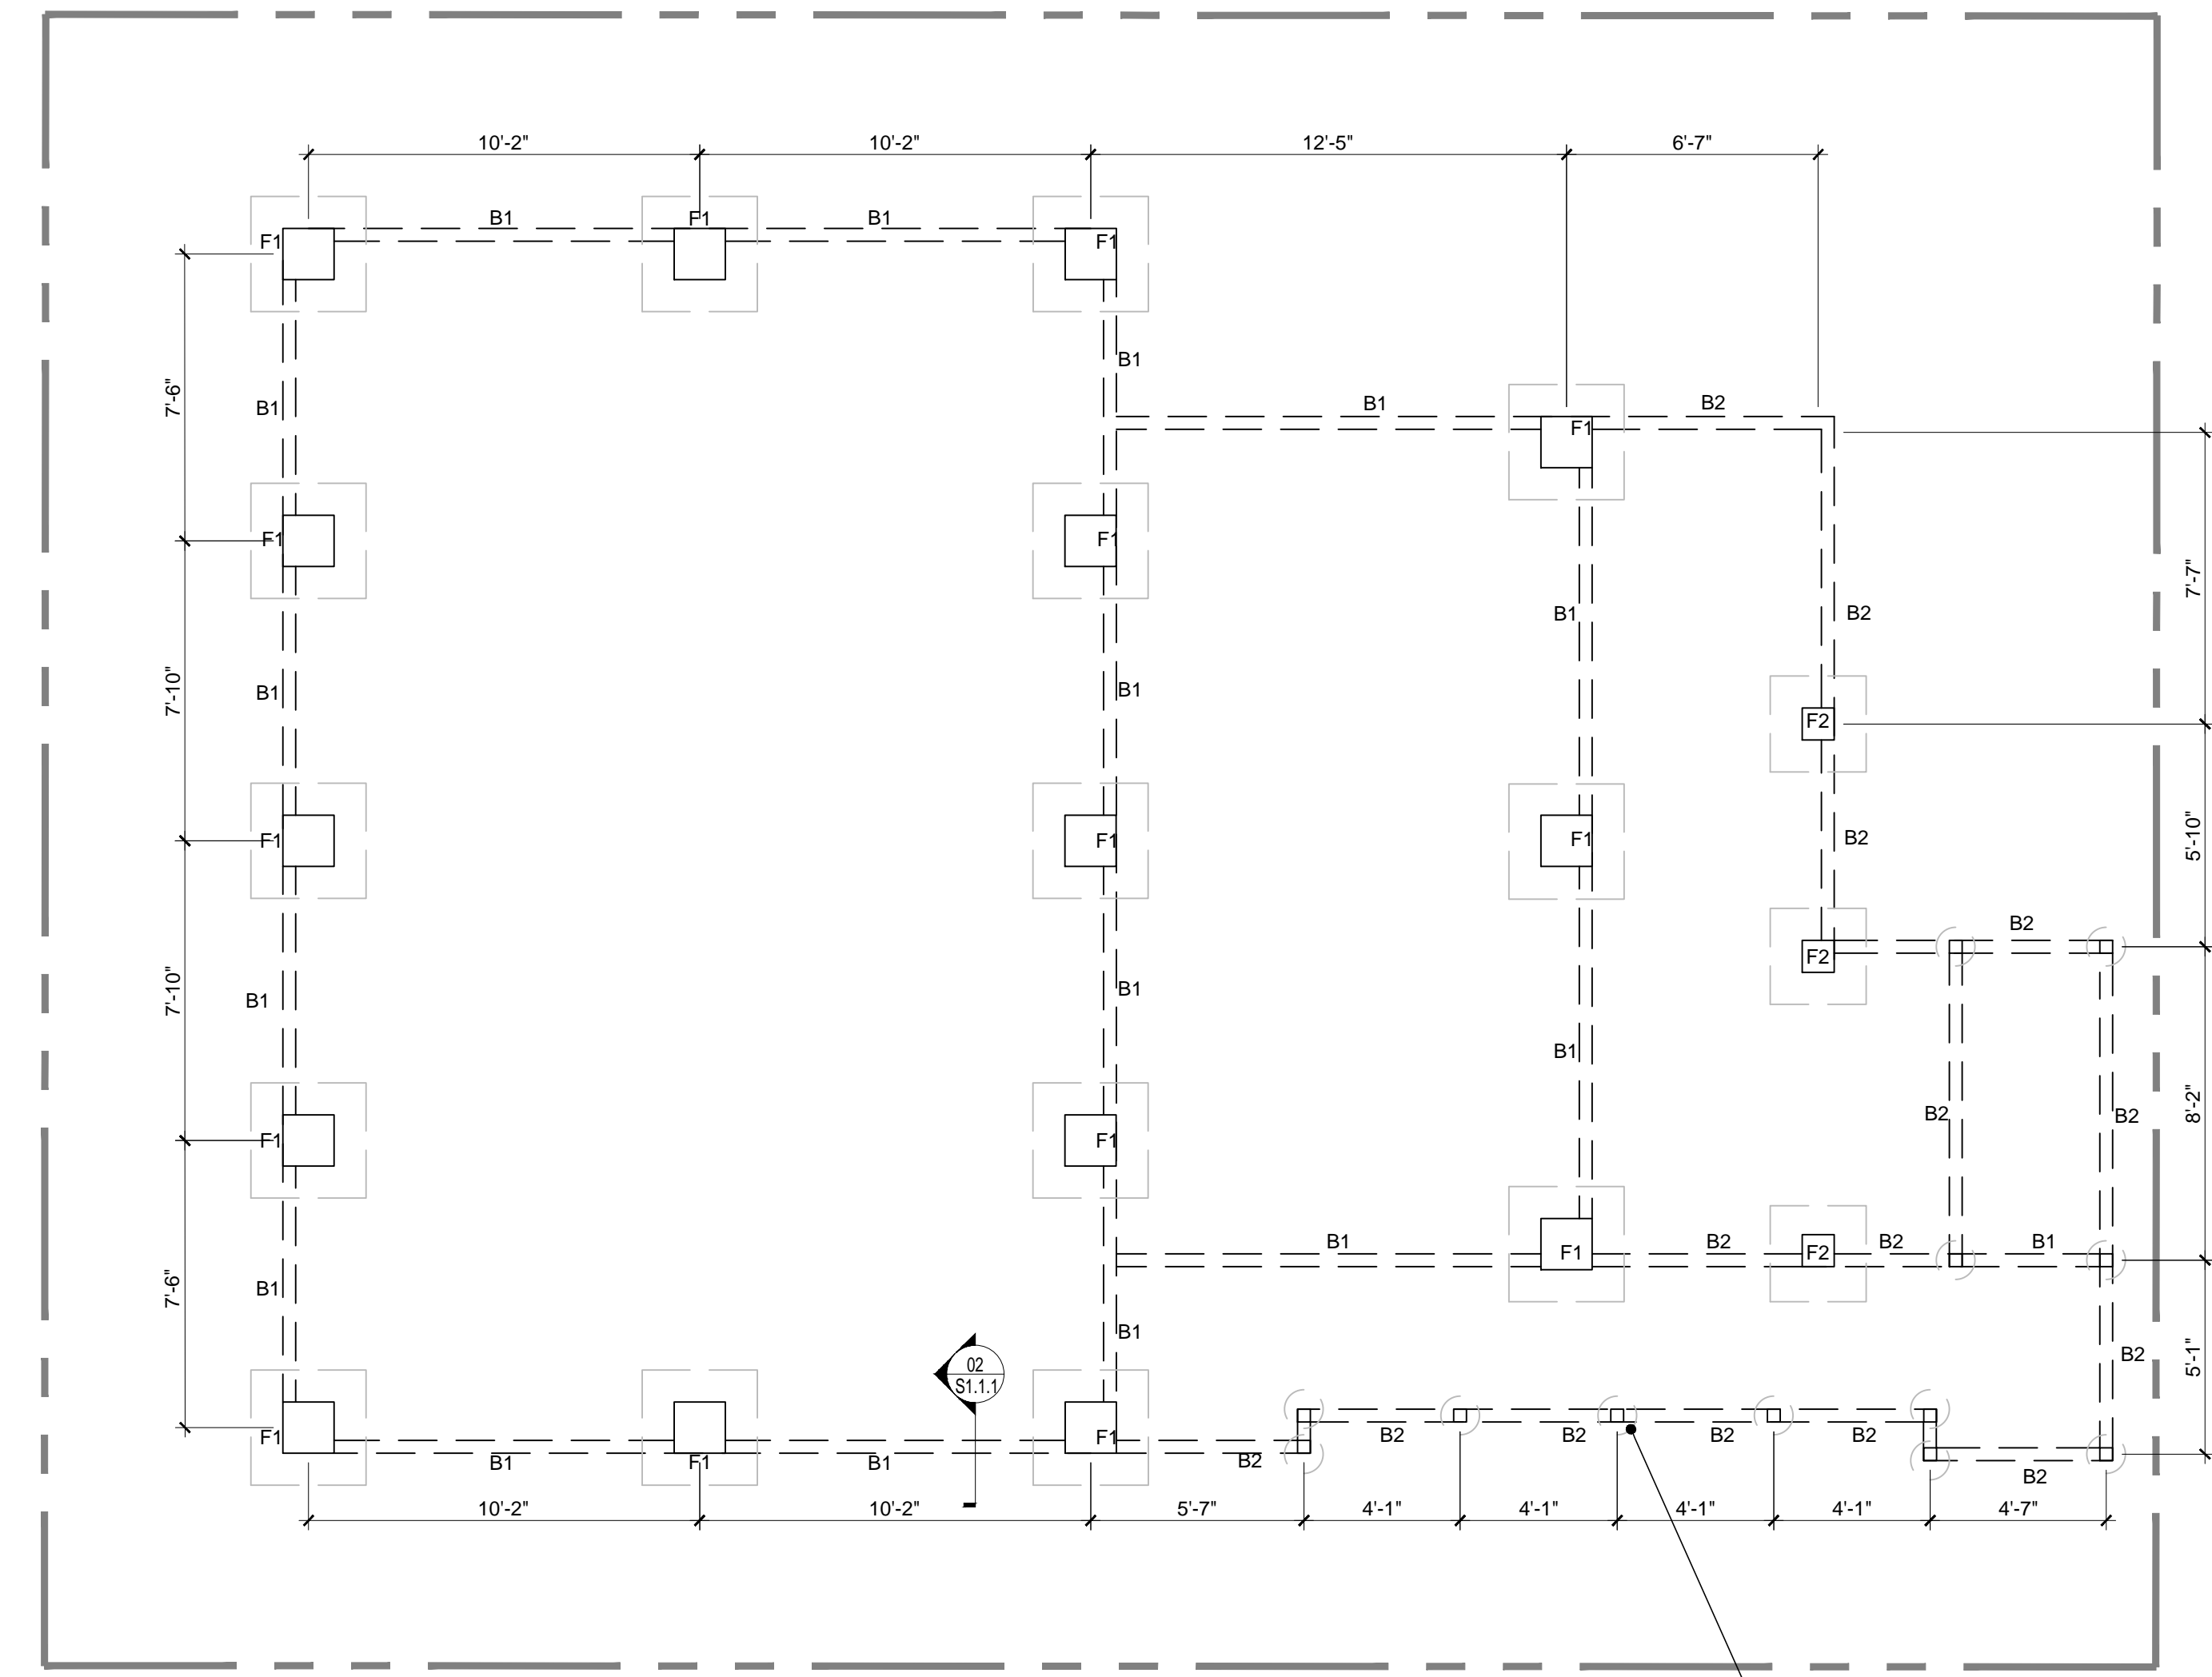 10'-2" 10'-2" 12'-5" 6'-7"
B1 F1 B1
F1 F1
B1
7'-6" B1 B1 B2
F1
F1 F1
7'-7"
B1 B2
7'-10" B1 B1
F2
5'-10"
F1 F1 F1 B2
B2
F2
7'-10" B1 B1
B1
8'-2"
B2 B2
F1 F1
B1 F1 B2 F2 B2 B1
7'-6" B1
B1
5'-1"
B2
02
S1.1.1
F1 F1 B2 B2 B2 B2
B1 F1 B1 B2
B2
10'-2" 10'-2" 5'-7" 4'-1" 4'-1" 4'-1" 4'-1" 4'-7"